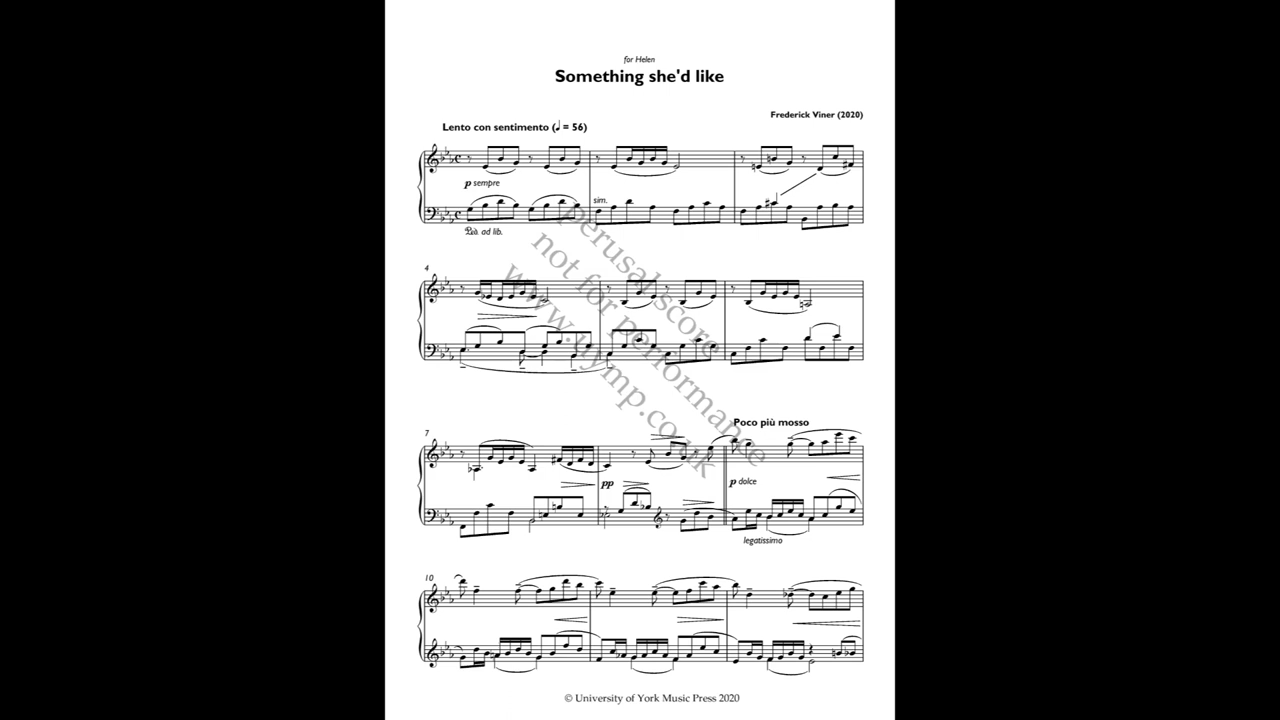 for Helen
Something she'd like
Frederick Viner (2020)
Lento con sentimento (♩ = 56)
p sempre
sim.
Ped. ad lib.
perusal score
not for performance
www.uymp.co.uk
4
7
Poco più mosso
pp
p dolce
legatissimo
10
© University of York Music Press 2020